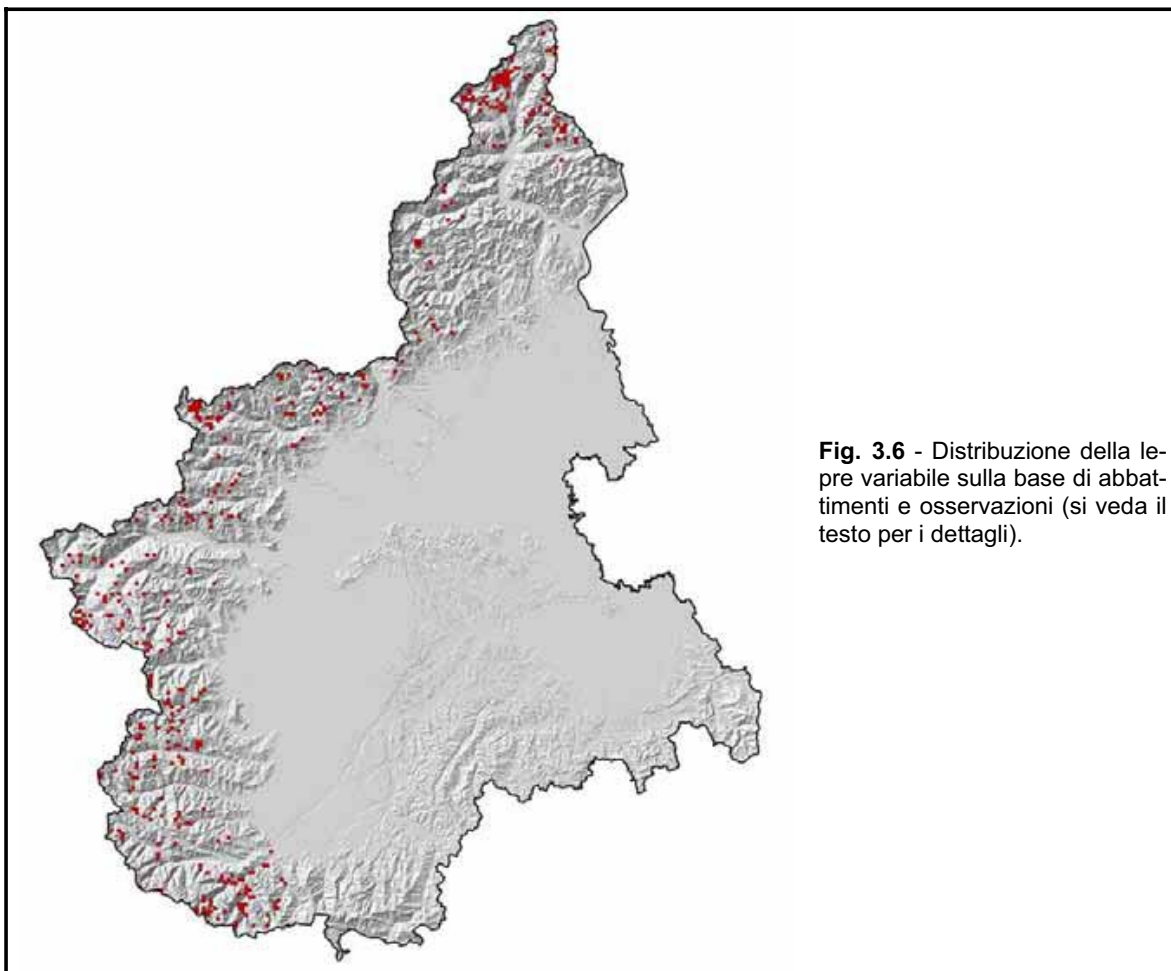 Fig. 3.6 - Distribuzione della le-
pre variabile sulla base di abbat-
timenti e osservazioni (si veda il
testo per i dettagli).